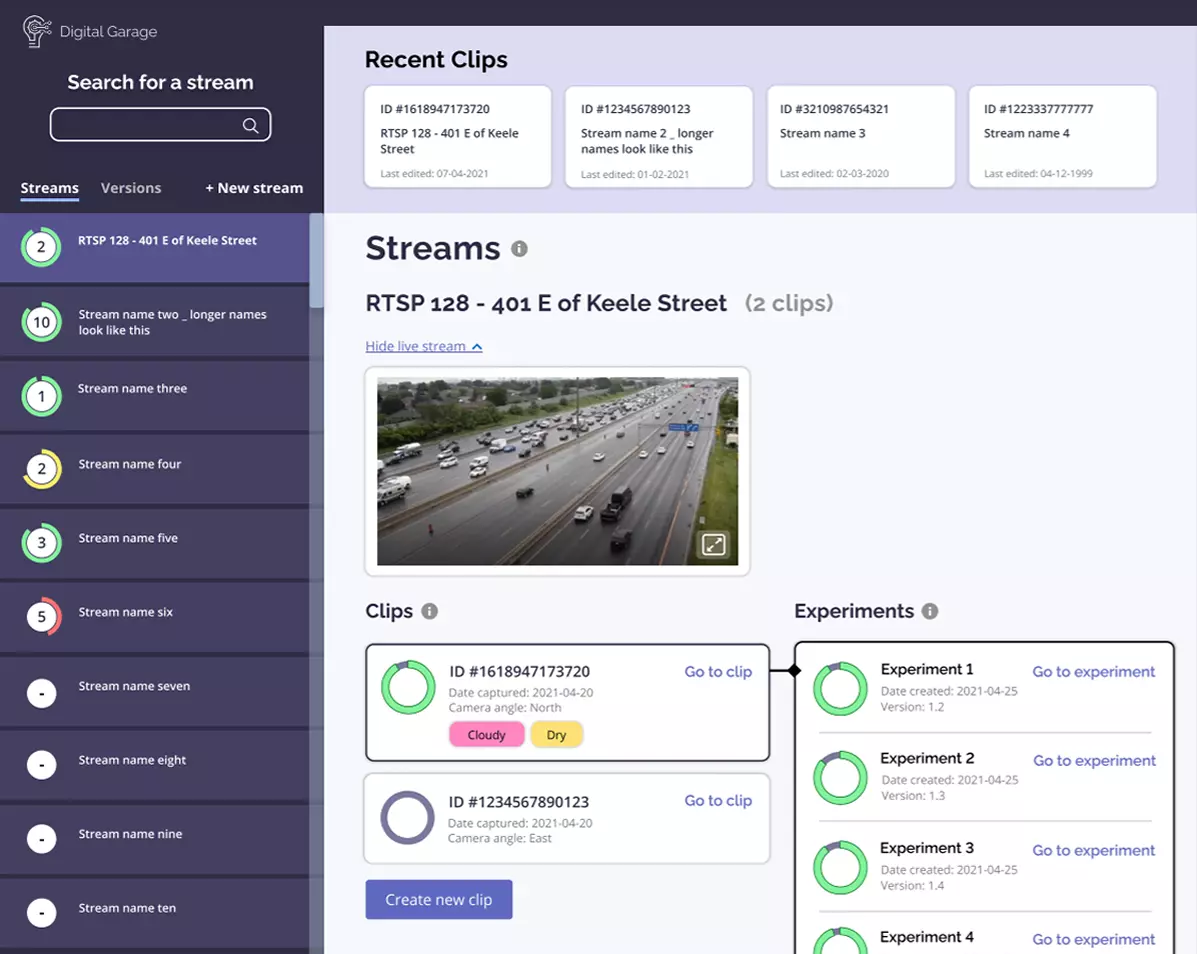 Digital Garage
Search for a stream
Streams
Versions
+ New stream
2
RTSP 128 - 401 E of Keele Street
10
Stream name two _ longer names
look like this
1
Stream name three
2
Stream name four
3
Stream name five
5
Stream name six
-
Stream name seven
-
Stream name eight
-
Stream name nine
-
Stream name ten
Recent Clips
ID #1618947173720
RTSP 128 - 401 E of Keele
Street
Last edited: 07-04-2021
ID #1234567890123
Stream name 2 _ longer
names look like this
Last edited: 01-02-2021
ID #3210987654321
Stream name 3
Last edited: 02-03-2020
ID #1223337777777
Stream name 4
Last edited: 04-12-1999
Streams
RTSP 128 - 401 E of Keele Street (2 clips)
Hide live stream
Clips
ID #1618947173720
Go to clip
Date captured: 2021-04-20
Camera angle: North
Cloudy
Dry
ID #1234567890123
Go to clip
Date captured: 2021-04-20
Camera angle: East
Create new clip
Experiments
Experiment 1
Go to experiment
Date created: 2021-04-25
Version: 1.2
Experiment 2
Go to experiment
Date created: 2021-04-25
Version: 1.3
Experiment 3
Go to experiment
Date created: 2021-04-25
Version: 1.4
Experiment 4
Go to experiment